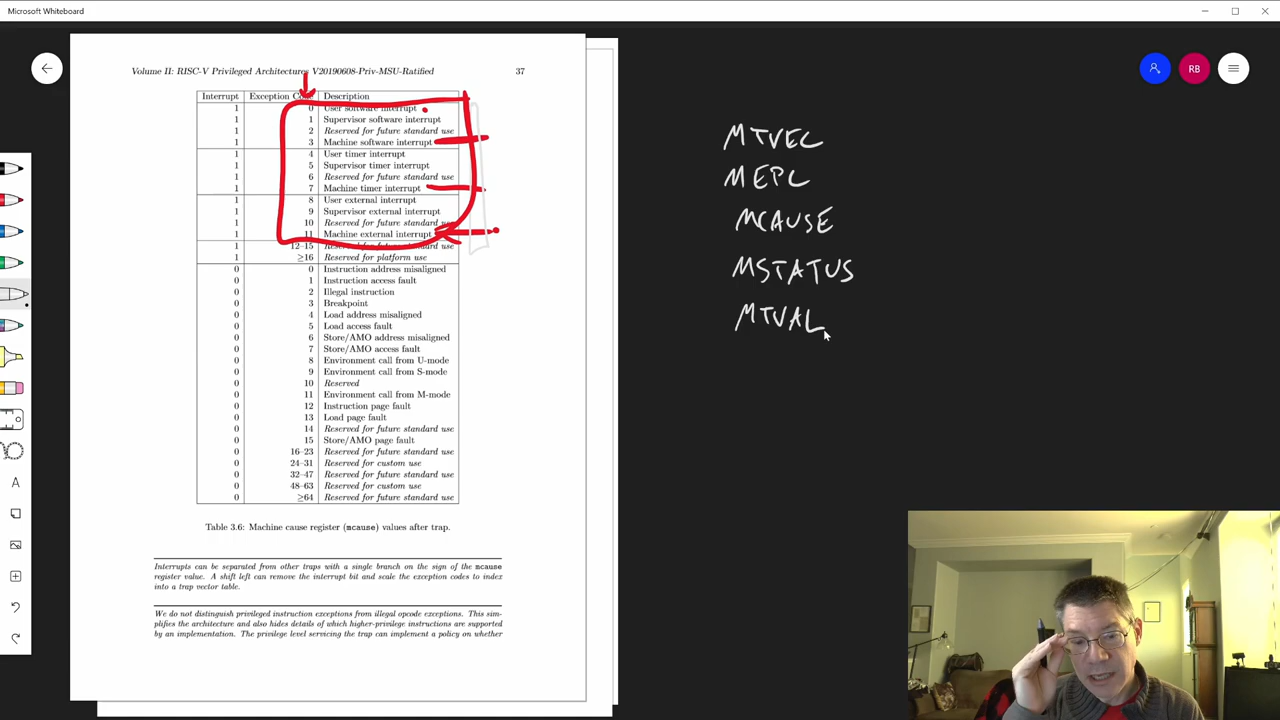 Microsoft Whiteboard
Volume II: RISC-V Privileged Architectures V20190608-Priv-MSU-Ratified 37
Interrupt Exception Description
1 0 User software interrupt
1 1 Supervisor software interrupt
1 2 Reserved for future standard use
1 3 Machine software interrupt
1 4 User timer interrupt
1 5 Supervisor timer interrupt
1 6 Reserved for future standard use
1 7 Machine timer interrupt
1 8 User external interrupt
1 9 Supervisor external interrupt
1 10 Reserved for future standard use
1 11 Machine external interrupt
1 12–15 Reserved for future standard use
1 ≥16 Reserved for platform use
0 0 Instruction address misaligned
0 1 Instruction access fault
0 2 Illegal instruction
0 3 Breakpoint
0 4 Load address misaligned
0 5 Load access fault
0 6 Store/AMO address misaligned
0 7 Store/AMO access fault
0 8 Environment call from U-mode
0 9 Environment call from S-mode
0 10 Reserved
0 11 Environment call from M-mode
0 12 Instruction page fault
0 13 Load page fault
0 14 Reserved for future standard use
0 15 Store/AMO page fault
0 16–23 Reserved for future standard use
0 24–31 Reserved for custom use
0 32–47 Reserved for future standard use
0 48–63 Reserved for custom use
0 ≥64 Reserved for future standard use
Table 3.6: Machine cause register (mcause) values after trap.
Interrupts can be separated from other traps with a single branch on the sign of the mcause
register value. A shift left can remove the interrupt bit and scale the exception codes to index
into a trap vector table.
We do not distinguish privileged instruction exceptions from illegal opcode exceptions. This sim-
plifies the architecture and also hides details of which higher-privilege instructions are supported
by an implementation. The privilege level servicing the trap can implement a policy on whether
MTVEC
MEPC
MCAUSE
MSTATUS
MTVAL
RB
A